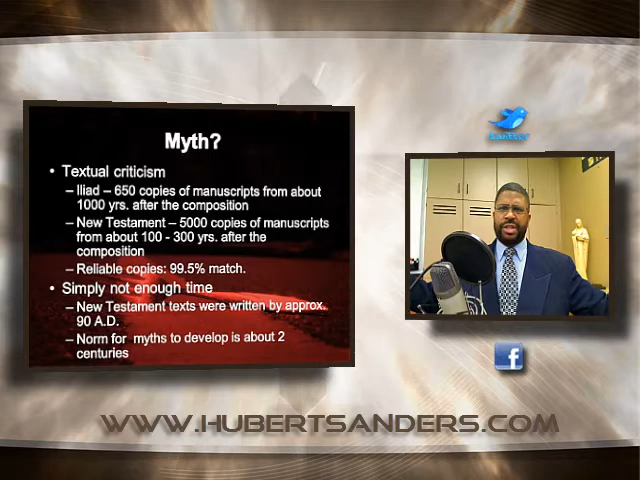 Myth?
• Textual criticism
– Iliad – 650 copies of manuscripts from about
1000 yrs. after the composition
– New Testament – 5000 copies of manuscripts
from about 100 - 300 yrs. after the
composition
– Reliable copies: 99.5% match.
• Simply not enough time
– New Testament texts were written by approx.
90 A.D.
– Norm for myths to develop is about 2
centuries
f
WWW.HUBERTSANDERS.COM